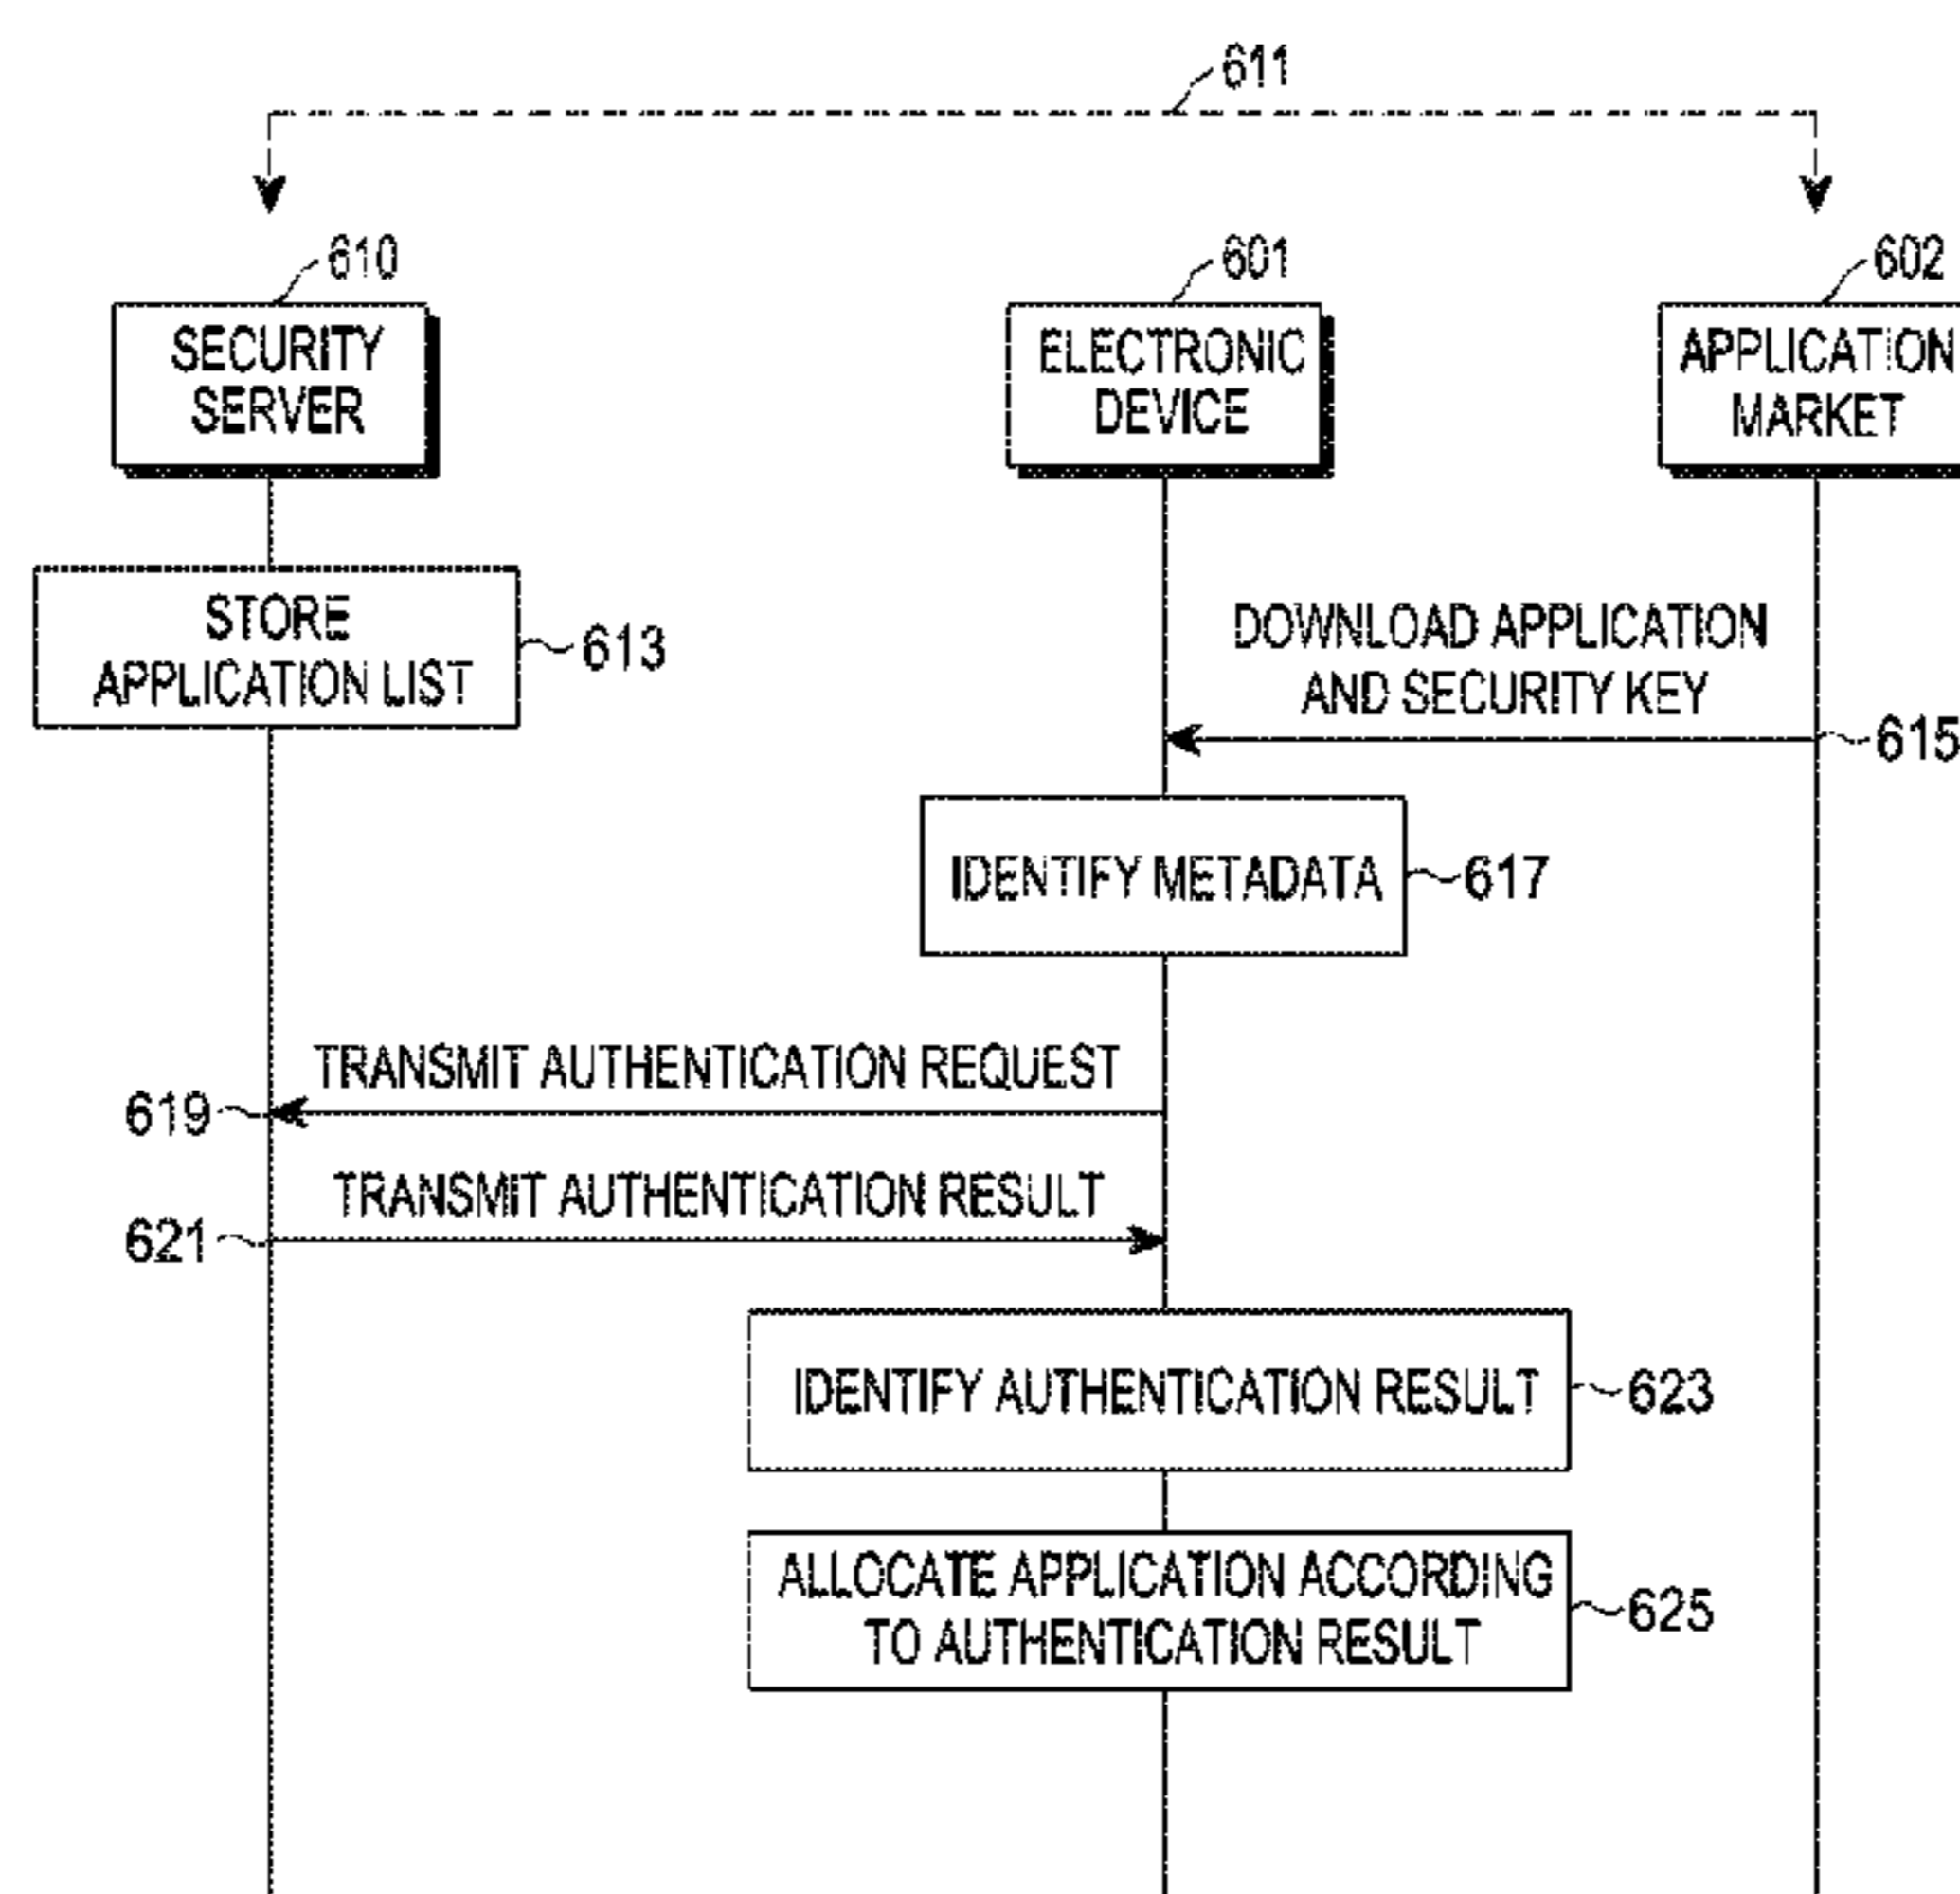 611
610
601
602
SECURITY
SERVER
ELECTRONIC
DEVICE
APPLICATION
MARKET
STORE
APPLICATION LIST
613
DOWNLOAD APPLICATION
AND SECURITY KEY
615
IDENTIFY METADATA
617
TRANSMIT AUTHENTICATION REQUEST
619
TRANSMIT AUTHENTICATION RESULT
621
IDENTIFY AUTHENTICATION RESULT
623
ALLOCATE APPLICATION ACCORDING
TO AUTHENTICATION RESULT
625